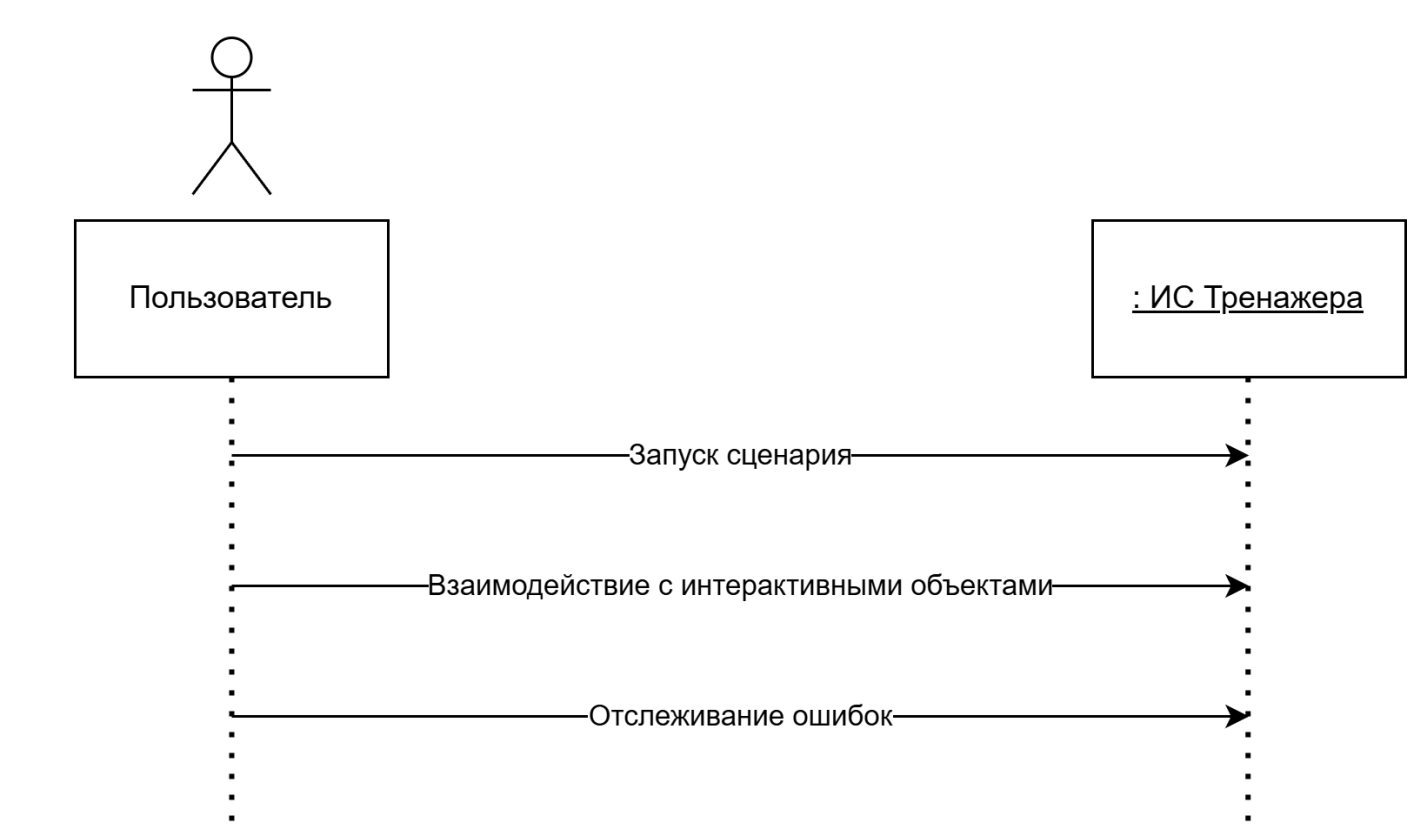 Пользователь
: ИС Тренажера
Запуск сценария
Взаимодействие с интерактивными объектами
Отслеживание ошибок